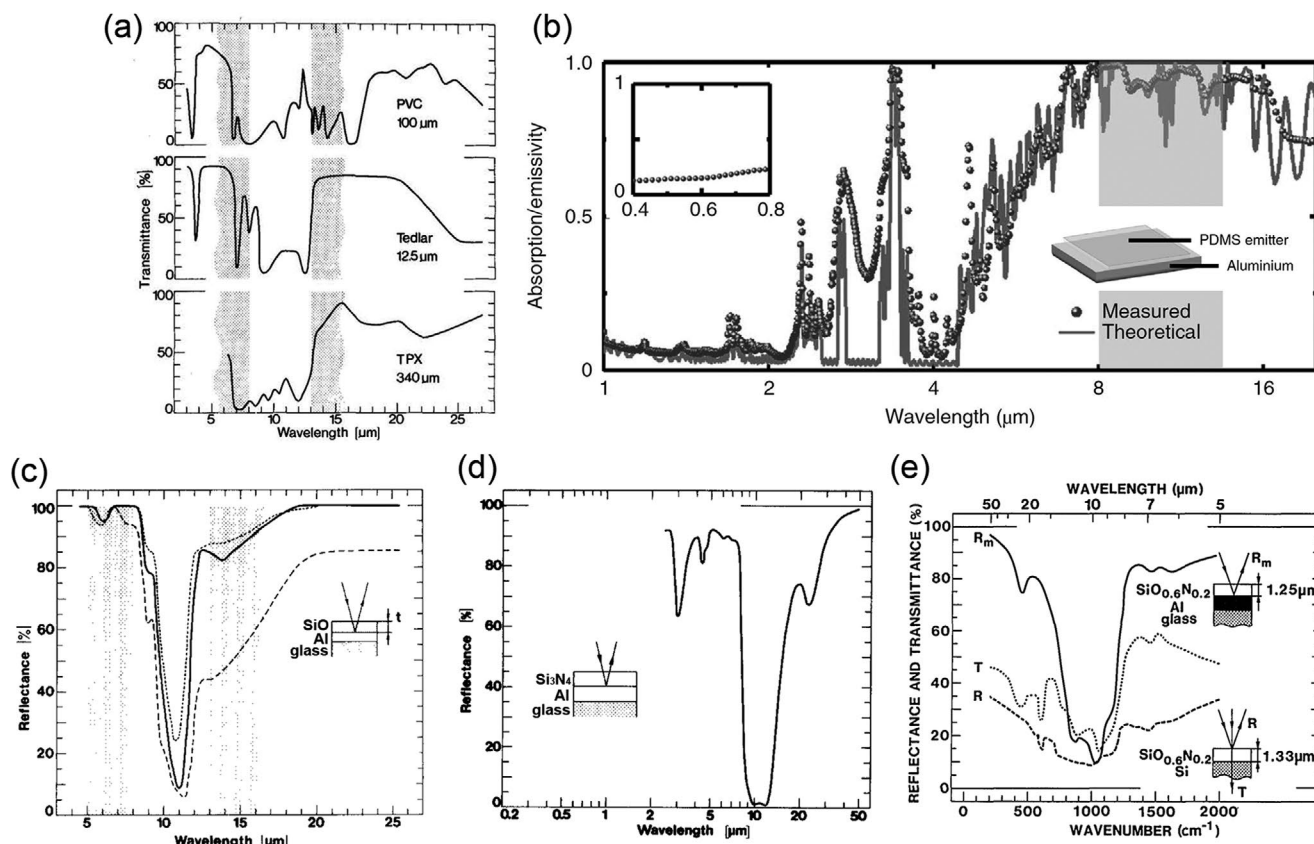 (a)
100
50
0
PVC
100 µm
100
50
0
Tedlar
12.5 µm
100
50
0
TPX
340 µm
Transmittance [%]
5 10 15 20 25
Wavelength [µm]
(b)
1.0
0.5
0
Absorption/emissivity
1
0
0.4 0.6 0.8
PDMS emitter
Aluminium
Measured
Theoretical
1 2 4 8 16
Wavelength (µm)
(c)
100
80
60
40
20
0
Reflectance [%]
SiO
Al
glass
t
5 10 15 20 25
Wavelength [µm]
(d)
100
80
60
40
20
0
Reflectance [%]
Si3N4
Al
glass
0.2 0.5 1 2 5 10 20 50
Wavelength [µm]
(e)
WAVELENGTH (µm)
50 20 10 7 5
REFLECTANCE AND TRANSMITTANCE (%)
100
80
60
40
20
0
Rm
T
R
Rm
SiO0.6N0.2
Al
glass
1.25µm
R
SiO0.6N0.2
Si
1.33µm
T
0 500 1000 1500 2000
WAVENUMBER (cm⁻¹)